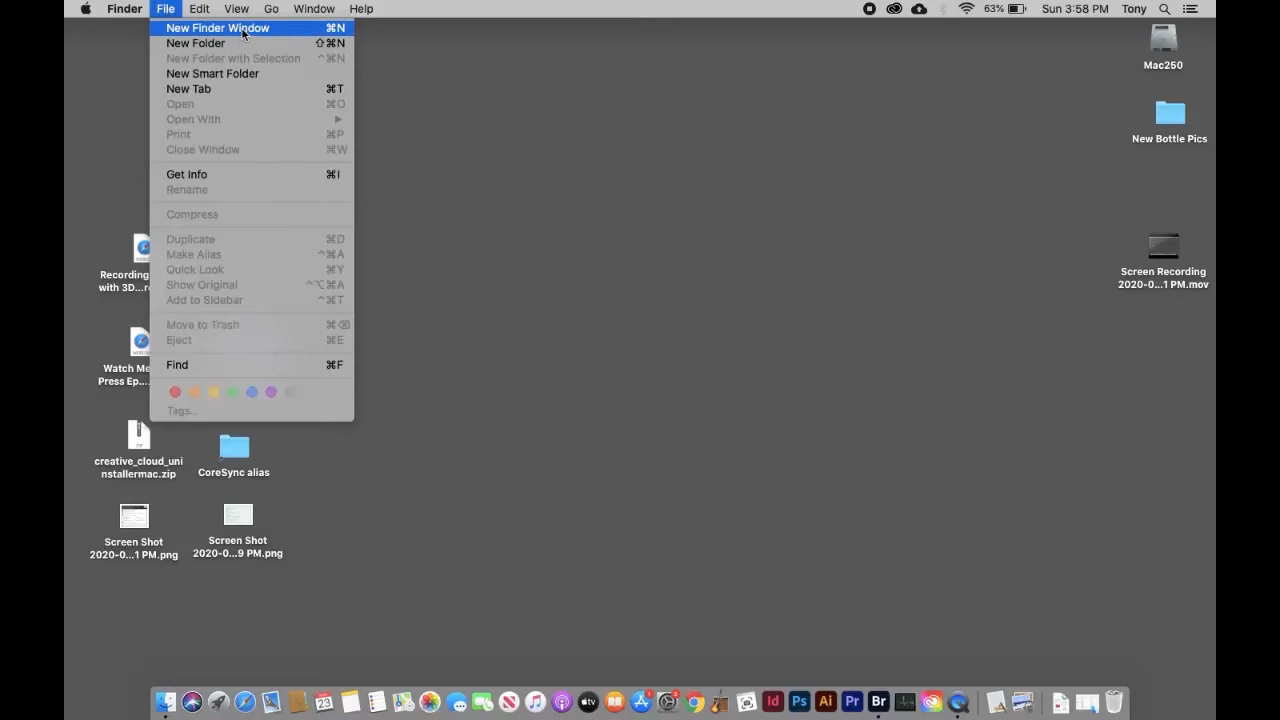 Finder File Edit View Go Window Help 63% Sun 3:58 PM Tony
New Finder Window ⌘N
New Folder ⇧⌘N
New Folder with Selection ^⌘N
New Smart Folder
New Tab ⌘T
Open ⌘O
Open With ▶
Print ⌘P
Close Window ⌘W
Get Info ⌘I
Rename
Compress
Duplicate ⌘D
Make Alias ^⌘A
Quick Look ⌘Y
Show Original ^⌥⌘A
Add to Sidebar ^⌘T
Move to Trash ⌘⌫
Eject ⌘E
Find ⌘F
Tags...
Recording
with 3D...r
Watch Me
Press Ep...
ZIP
creative_cloud_uni
nstallermac.zip
CoreSync alias
Screen Shot
2020-0...1 PM.png
Screen Shot
2020-0...9 PM.png
Mac250
New Bottle Pics
Screen Recording
2020-0...1 PM.mov
23
tv
1
2
Id
Ps
Ai
Pr
Br